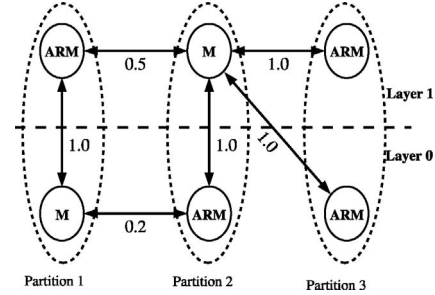 ARM M ARM
0.5 1.0
Layer 1
1.0 1.0 1.0
Layer 0
M ARM ARM
0.2
Partition 1 Partition 2 Partition 3